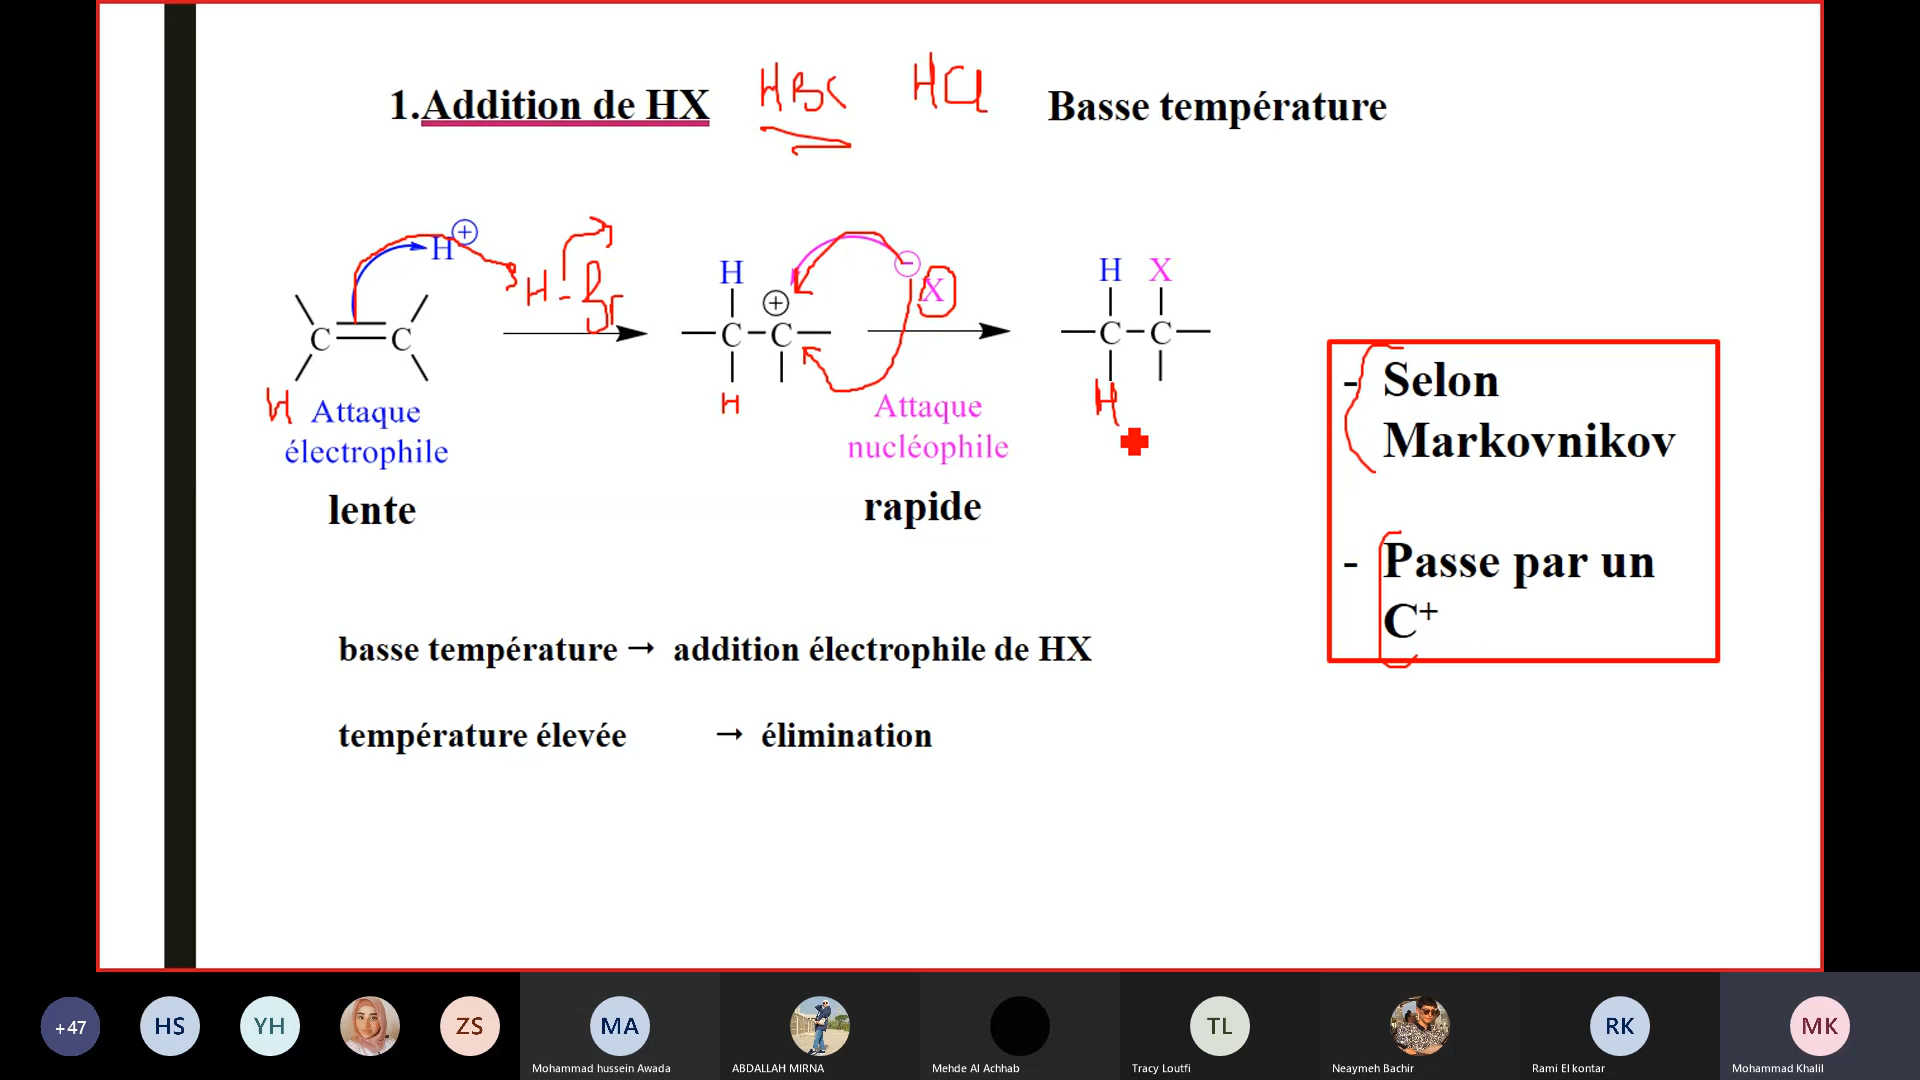 1.Addition de HX HBr HCl Basse température
H
+
H-Br
H
+
-
X
H X
C=C
C-C
C-C
H
H
H
Attaque
électrophile
lente
Attaque
nucléophile
rapide
- Selon
Markovnikov
- Passe par un
C⁺
basse température → addition électrophile de HX
température élevée → élimination
+47 HS YH ZS MA TL RK MK
Mohammad hussein Awada ABDALLAH MIRNA Mehde Al Achhab Tracy Loutfi Neaymeh Bachir Rami El kontar Mohammad Khalil